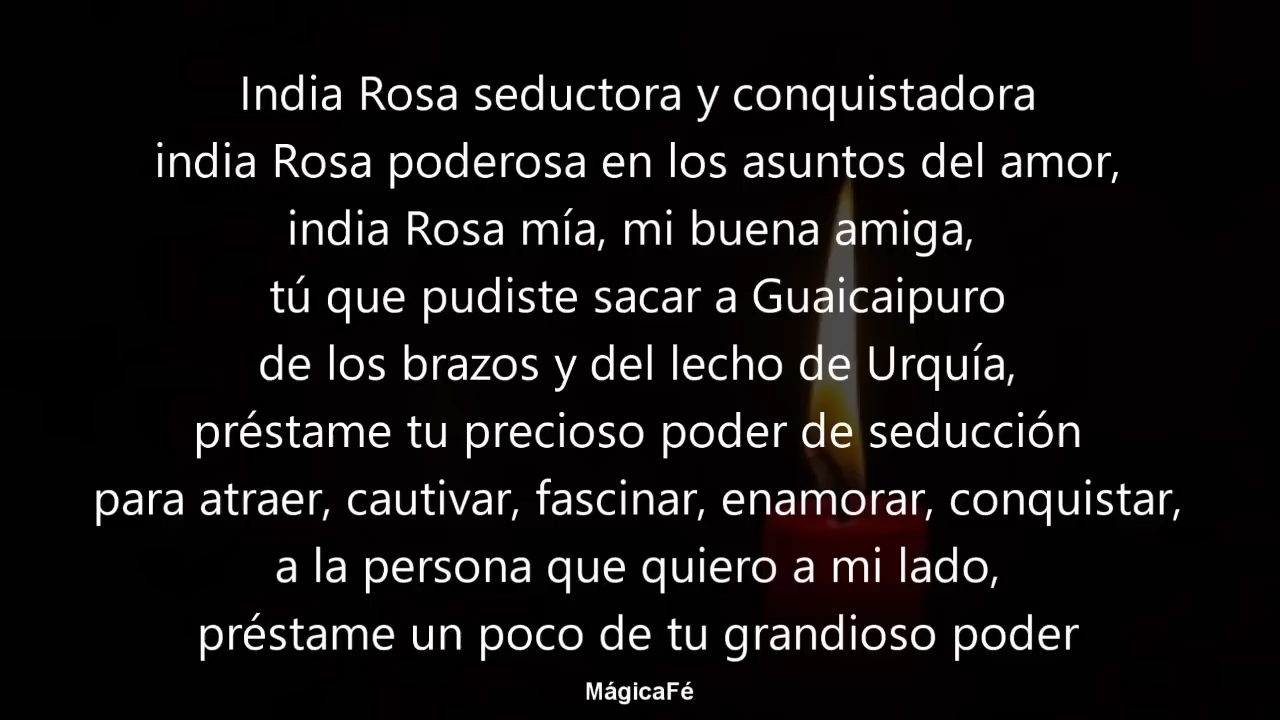 India Rosa seductora y conquistadora
india Rosa poderosa en los asuntos del amor,
india Rosa mía, mi buena amiga,
tú que pudiste sacar a Guaicaipuro
de los brazos y del lecho de Urquía,
préstame tu precioso poder de seducción
para atraer, cautivar, fascinar, enamorar, conquistar,
a la persona que quiero a mi lado,
préstame un poco de tu grandioso poder
MágicaFé